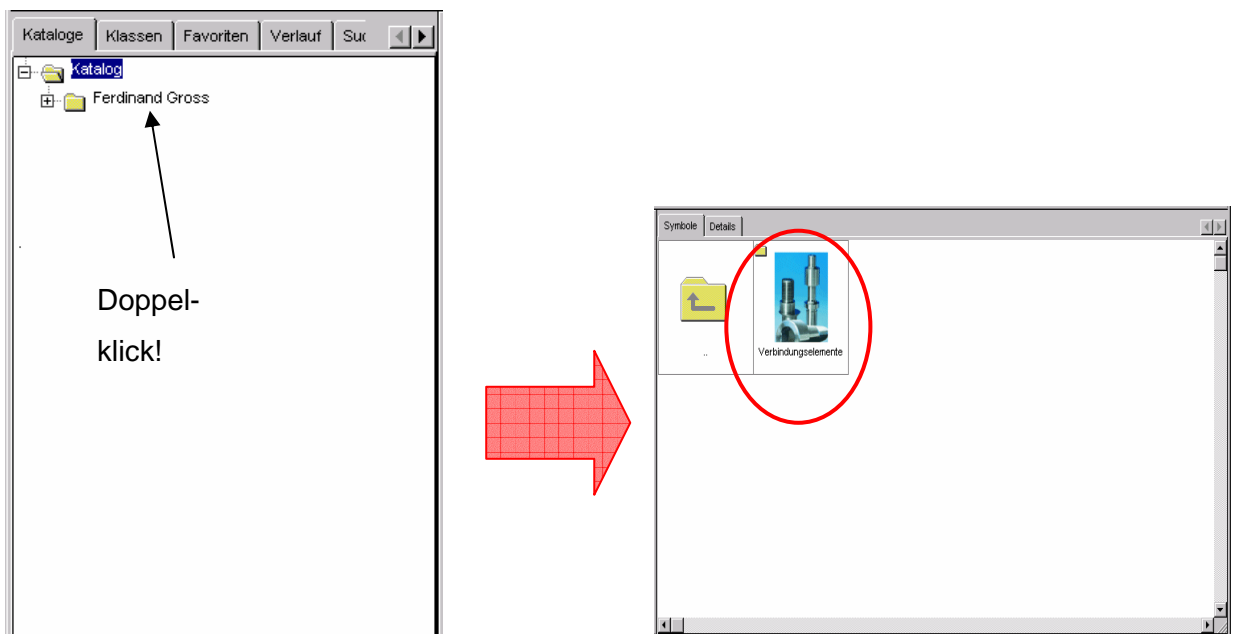 Kataloge Klassen Favoriten Verlauf Suc
Katalog
Ferdinand Gross
Doppel-
klick!
Symbole Details
..
Verbindungselemente